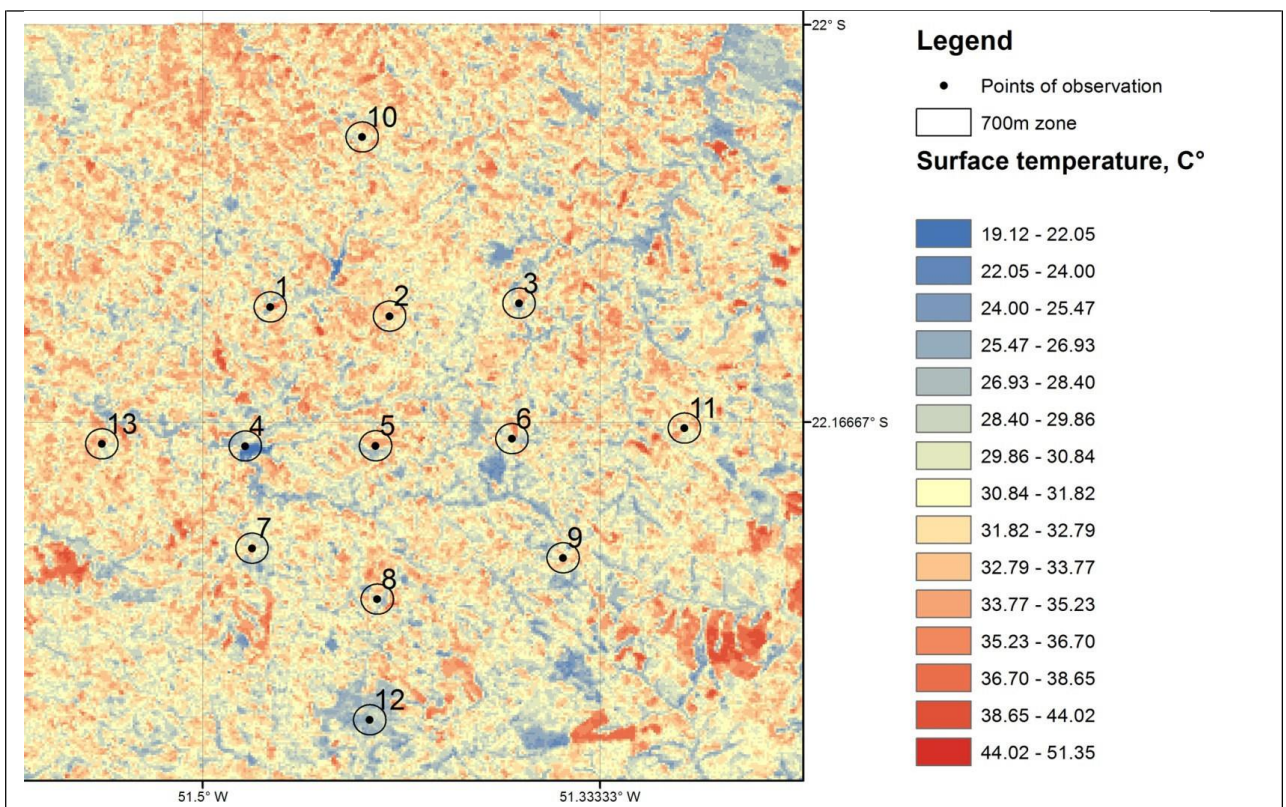 22° S
Legend
Points of observation
700m zone
Surface temperature, C°
19.12 - 22.05
22.05 - 24.00
24.00 - 25.47
25.47 - 26.93
26.93 - 28.40
28.40 - 29.86
29.86 - 30.84
30.84 - 31.82
31.82 - 32.79
32.79 - 33.77
33.77 - 35.23
35.23 - 36.70
36.70 - 38.65
38.65 - 44.02
44.02 - 51.35
10
1
2
3
13
4
5
6
11
22.16667° S
7
8
9
12
51.5° W
51.33333° W